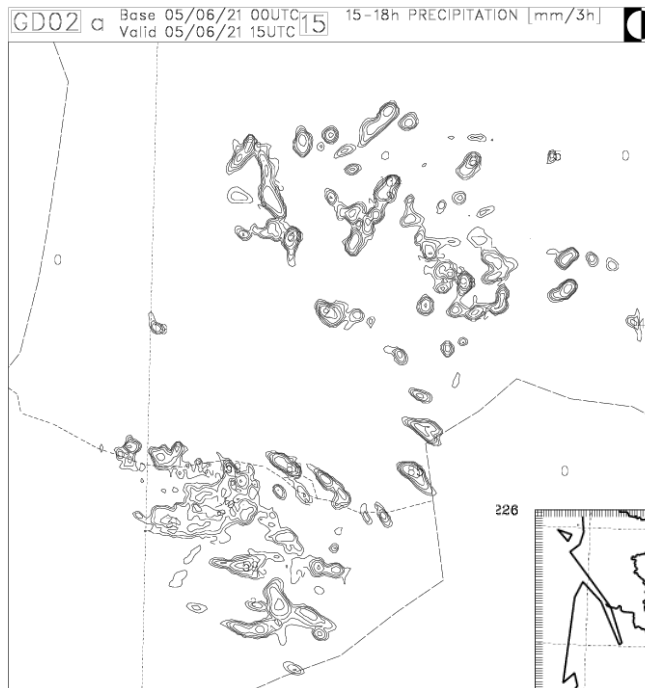 GD02 a
Base 05/06/21 00UTC
Valid 05/06/21 15UTC
15
15-18h PRECIPITATION [mm/3h]
0
0
0
0
226